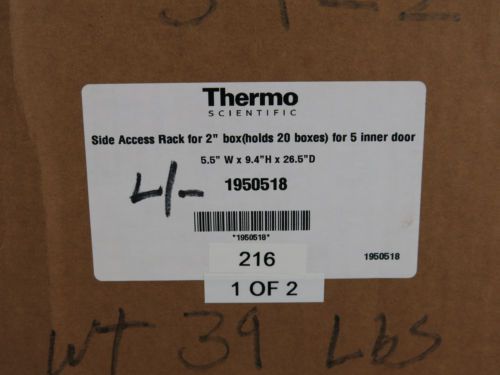 Thermo
SCIENTIFIC
Side Access Rack for 2" box(holds 20 boxes) for 5 inner door
5.5" W x 9.4"H x 26.5"D
1950518
*1950518*
216
1950518
1 OF 2
wt 39 Lbs